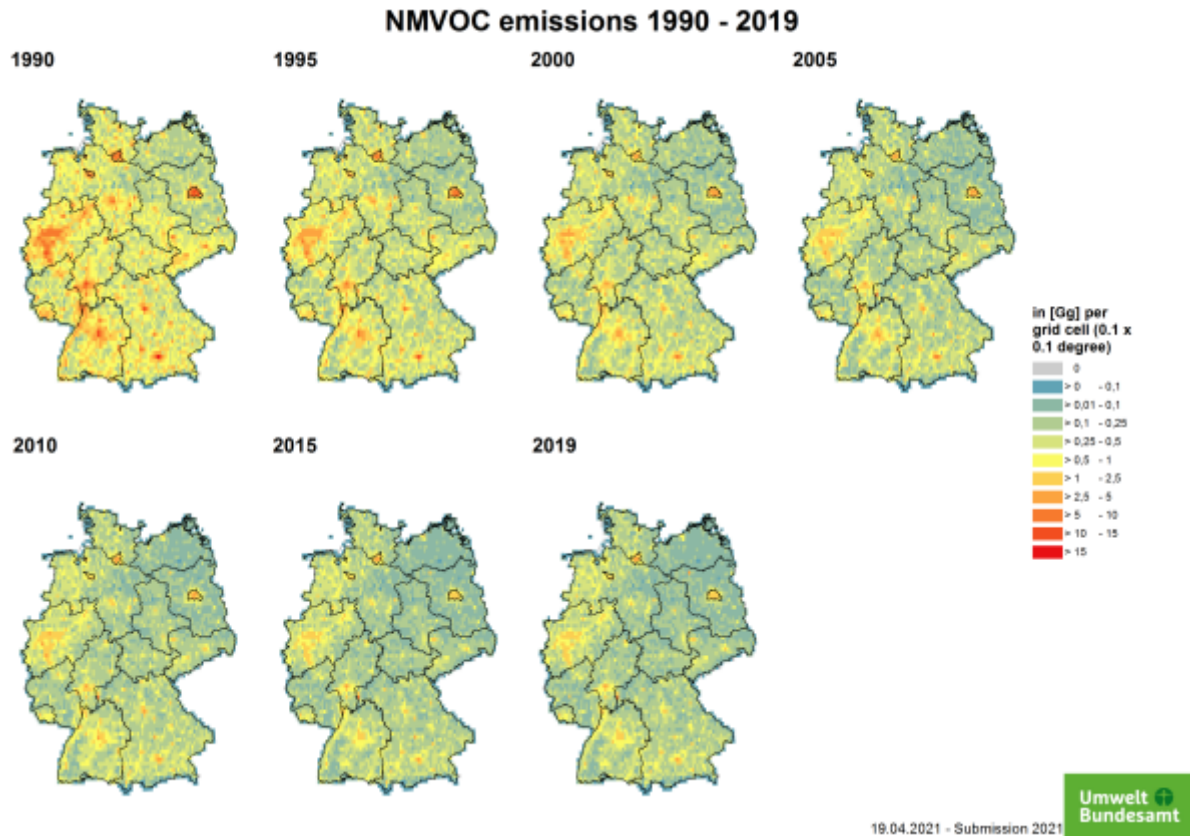 NMVOC emissions 1990 - 2019
1990
1995
2000
2005
in [Gg] per
grid cell (0.1 x
0.1 degree)
0
> 0 - 0,1
> 0,01 - 0,1
> 0,1 - 0,25
> 0,25 - 0,5
> 0,5 - 1
> 1 - 2,5
> 2,5 - 5
> 5 - 10
> 10 - 15
> 15
2010
2015
2019
Umwelt
Bundesamt
19.04.2021 - Submission 2021